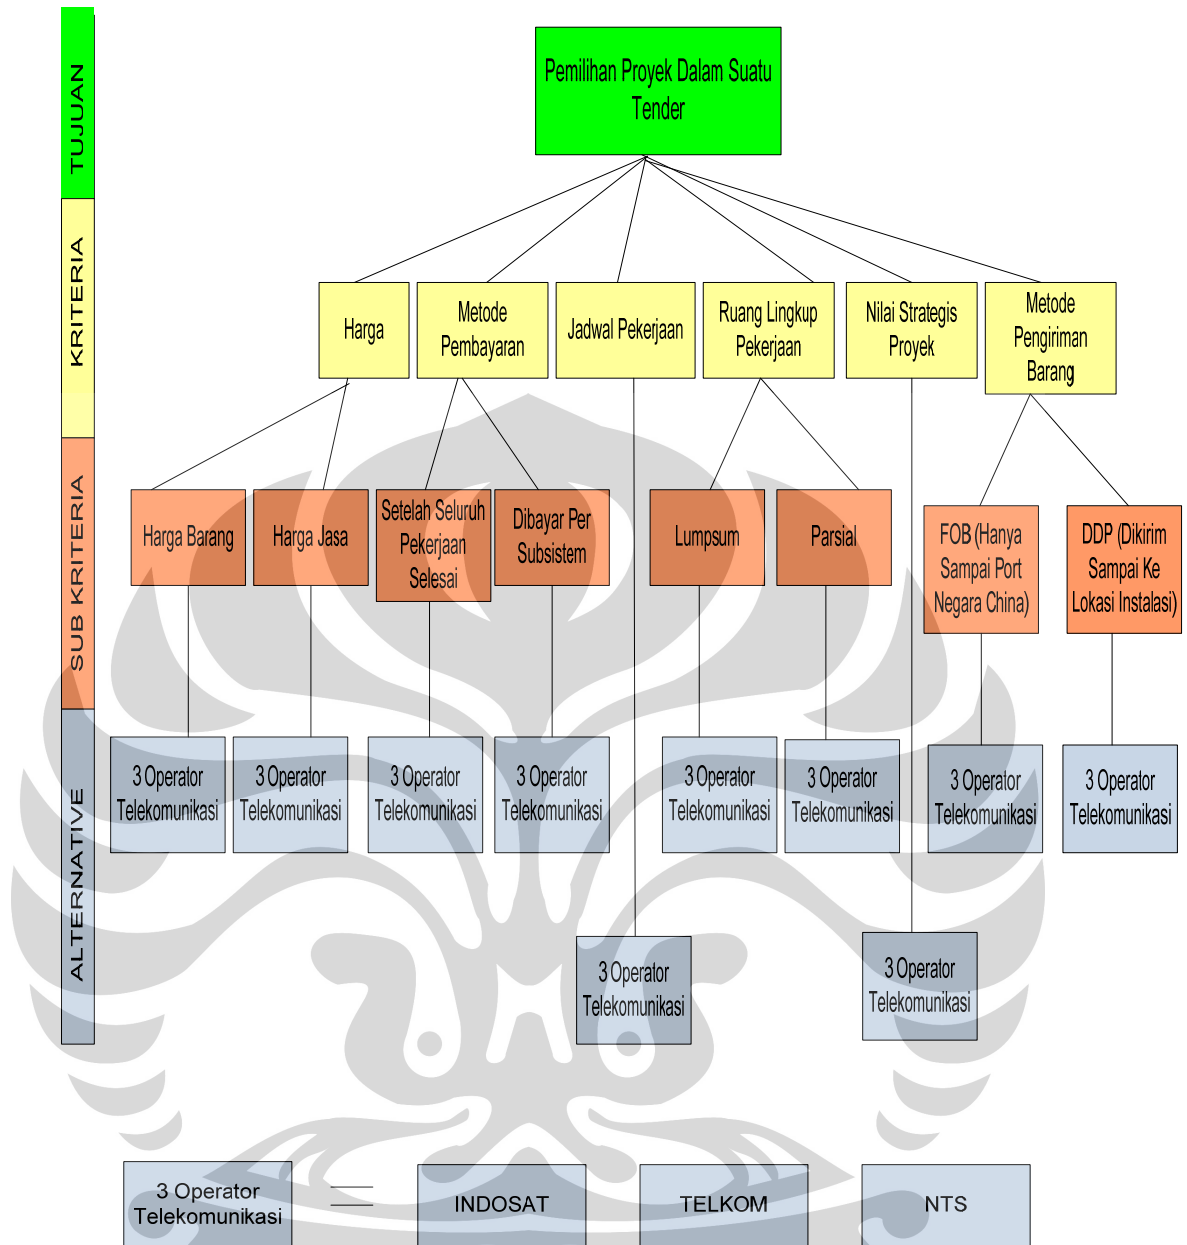 TUJUAN
Pemilihan Proyek Dalam Suatu
Tender
KRITERIA
Harga
Metode
Pembayaran
Jadwal Pekerjaan
Ruang Lingkup
Pekerjaan
Nilai Strategis
Proyek
Metode
Pengiriman
Barang
SUB KRITERIA
Harga Barang
Harga Jasa
Setelah Seluruh
Pekerjaan
Selesai
Dibayar Per
Subsistem
Lumpsum
Parsial
FOB (Hanya
Sampai Port
Negara China)
DDP (Dikirim
Sampai Ke
Lokasi Instalasi)
ALTERNATIVE
3 Operator
Telekomunikasi
3 Operator
Telekomunikasi
3 Operator
Telekomunikasi
3 Operator
Telekomunikasi
3 Operator
Telekomunikasi
3 Operator
Telekomunikasi
3 Operator
Telekomunikasi
3 Operator
Telekomunikasi
3 Operator
Telekomunikasi
3 Operator
Telekomunikasi
3 Operator
Telekomunikasi
INDOSAT
TELKOM
NTS